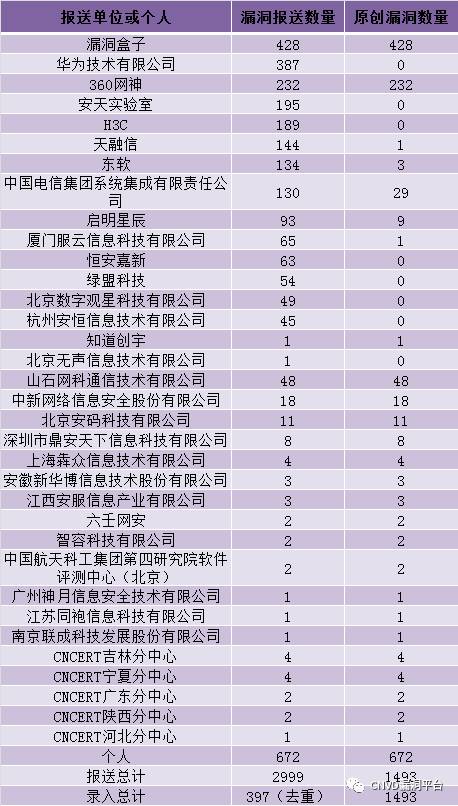 报送单位或个人 漏洞报送数量 原创漏洞数量
漏洞盒子 428 428
华为技术有限公司 387 0
360网神 232 232
安天实验室 195 0
H3C 189 0
天融信 144 1
东软 134 3
中国电信集团系统集成有限责任公
司 130 29
启明星辰 93 9
厦门服云信息科技有限公司 65 1
恒安嘉新 63 0
绿盟科技 54 0
北京数字观星科技有限公司 49 0
杭州安恒信息技术有限公司 45 0
知道创宇 1 1
北京无声信息技术有限公司 1 0
山石网科通信技术有限公司 48 48
中新网络信息安全股份有限公司 18 18
北京安码科技有限公司 11 11
深圳市鼎安天下信息科技有限公司 8 8
上海犇众信息技术有限公司 4 4
安徽新华博信息技术股份有限公司 3 3
江西安服信息产业有限公司 3 3
六壬网安 2 2
智容科技有限公司 2 2
中国航天科工集团第四研究院软件
评测中心（北京） 2 2
广州神月信息安全技术有限公司 1 1
江苏同袍信息科技有限公司 1 1
南京联成科技发展股份有限公司 1 1
CNCERT吉林分中心 4 4
CNCERT宁夏分中心 4 4
CNCERT广东分中心 2 2
CNCERT陕西分中心 2 2
CNCERT河北分中心 1 1
个人 672 672
报送总计 2999 1493
录入总计 397（去重） 1493
CNVD漏洞平台